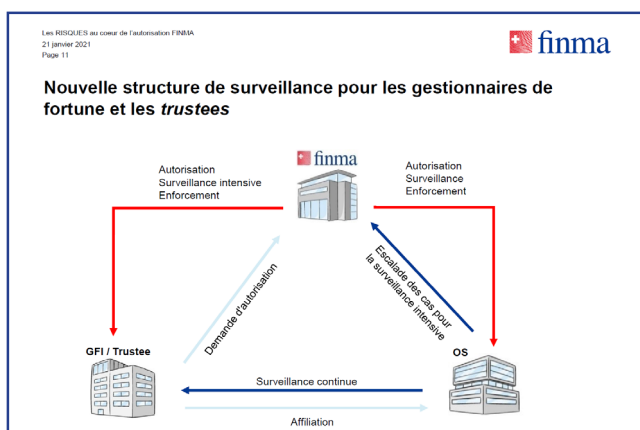 Les RISQUES au coeur de l'autorisation FINMA
21 janvier 2021
Page 11
finma
Nouvelle structure de surveillance pour les gestionnaires de
fortune et les trustees
finma
Autorisation
Surveillance intensive
Enforcement
Autorisation
Surveillance
Enforcement
Demande d'autorisation
Escalade des cas pour
la surveillance intensive
GFI / Trustee
OS
Surveillance continue
Affiliation